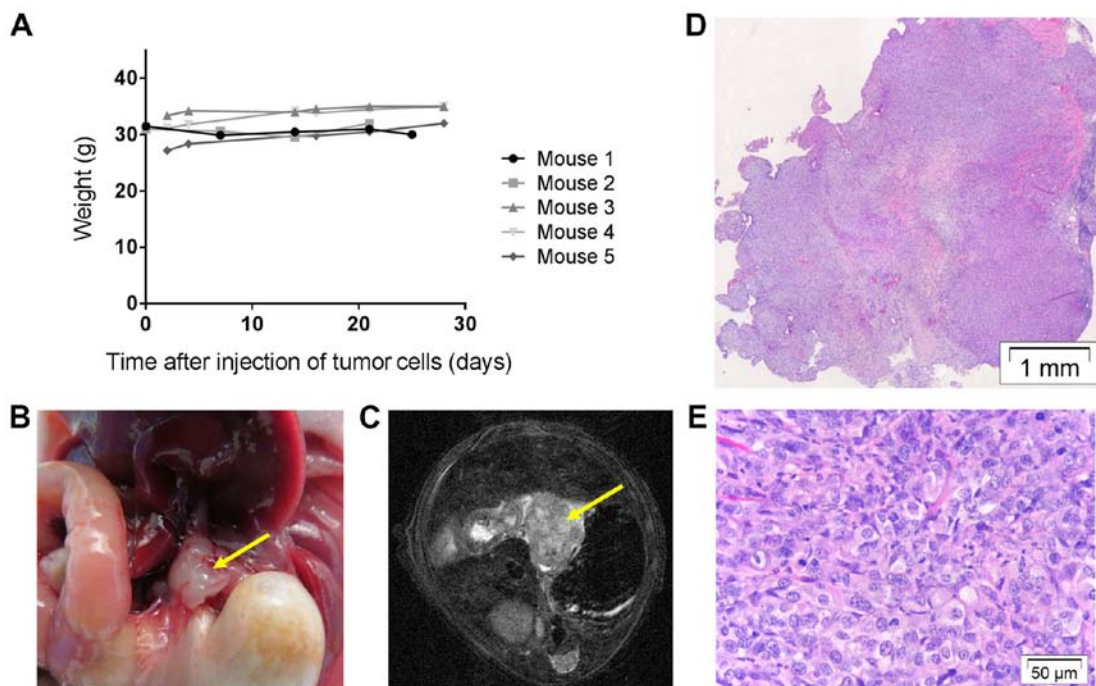 A
Weight (g)
40
30
20
10
0
0 10 20 30
Time after injection of tumor cells (days)
Mouse 1
Mouse 2
Mouse 3
Mouse 4
Mouse 5
B
C
D
1 mm
E
50 µm